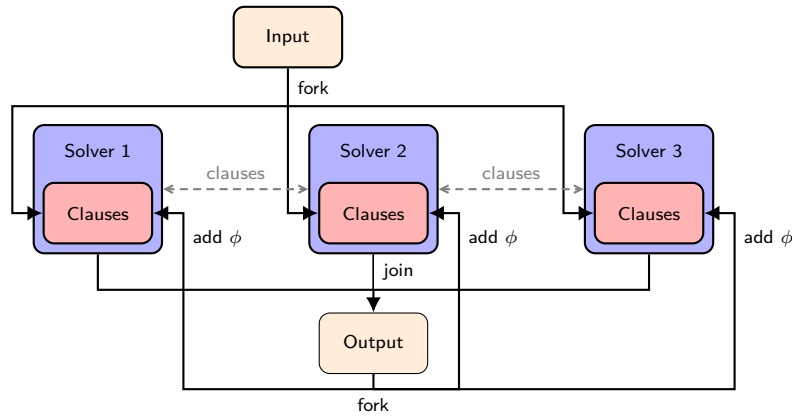 Input
fork
Solver 1
Solver 2
Solver 3
clauses
clauses
Clauses
Clauses
Clauses
add ϕ
add ϕ
add ϕ
join
Output
fork